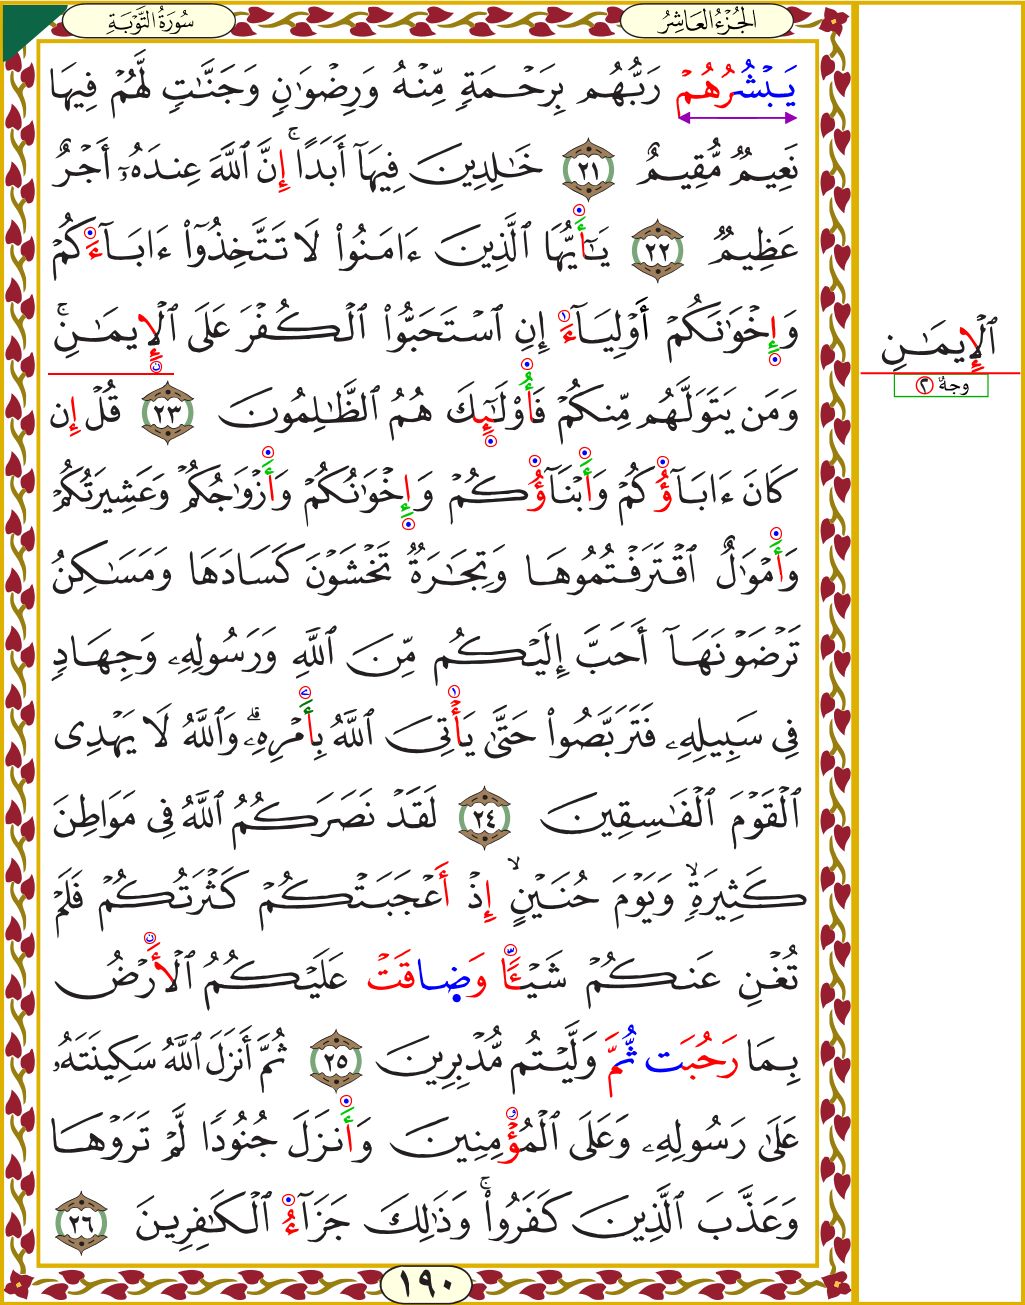 سُورَةُ التَّوْبَةِ
الجُزْءُ العَاشِرُ
يَبْشُرُهُمْ رَبُّهُم بِرَحْمَةٍ مِّنْهُ وَرِضْوَانٍ وَجَنَّاتٍ لَّهُمْ فِيهَا
نَعِيمٌ مُّقِيمٌ ٢١ خَالِدِينَ فِيهَآ أَبَدًا ۚ إِنَّ ٱللَّهَ عِندَهُۥٓ أَجْرٌ
عَظِيمٌ ٢٢ يَـٰٓأَيُّهَا ٱلَّذِينَ ءَامَنُوا۟ لَا تَتَّخِذُوٓا۟ ءَابَآءَكُمْ
وَإِخْوَٰنَكُمْ أَوْلِيَآءَ إِنِ ٱسْتَحَبُّوا۟ ٱلْكُفْرَ عَلَى ٱلْإِيمَـٰنِ ۚ
وَمَن يَتَوَلَّهُم مِّنكُمْ فَأُو۟لَـٰٓئِكَ هُمُ ٱلظَّـٰلِمُونَ ٢٣ قُلْ إِن
كَانَ ءَابَآؤُكُمْ وَأَبْنَآؤُكُمْ وَإِخْوَٰنُكُمْ وَأَزْوَٰجُكُمْ وَعَشِيرَتُكُمْ
وَأَمْوَٰلٌ ٱقْتَرَفْتُمُوهَا وَتِجَـٰرَةٌ تَخْشَوْنَ كَسَادَهَا وَمَسَـٰكِنُ
تَرْضَوْنَهَآ أَحَبَّ إِلَيْكُم مِّنَ ٱللَّهِ وَرَسُولِهِۦ وَجِهَادٍ
فِى سَبِيلِهِۦ فَتَرَبَّصُوا۟ حَتَّىٰ يَأْتِىَ ٱللَّهُ بِأَمْرِهِۦ ۗ وَٱللَّهُ لَا يَهْدِى
ٱلْقَوْمَ ٱلْفَـٰسِقِينَ ٢٤ لَقَدْ نَصَرَكُمُ ٱللَّهُ فِى مَوَاطِنَ
كَثِيرَةٍ ۙ وَيَوْمَ حُنَيْنٍ ۙ إِذْ أَعْجَبَتْكُمْ كَثْرَتُكُمْ فَلَمْ
تُغْنِ عَنكُمْ شَيْـًٔا وَضَاقَتْ عَلَيْكُمُ ٱلْأَرْضُ
بِمَا رَحُبَت ثُّمَّ وَلَّيْتُم مُّدْبِرِينَ ٢٥ ثُمَّ أَنزَلَ ٱللَّهُ سَكِينَتَهُۥ
عَلَىٰ رَسُولِهِۦ وَعَلَى ٱلْمُؤْمِنِينَ وَأَنزَلَ جُنُودًا لَّمْ تَرَوْهَا
وَعَذَّبَ ٱلَّذِينَ كَفَرُوا۟ ۚ وَذَٰلِكَ جَزَآءُ ٱلْكَـٰفِرِينَ ٢٦
١٩٠
ٱلْإِيمَـٰنِ
وجهٌ ٢